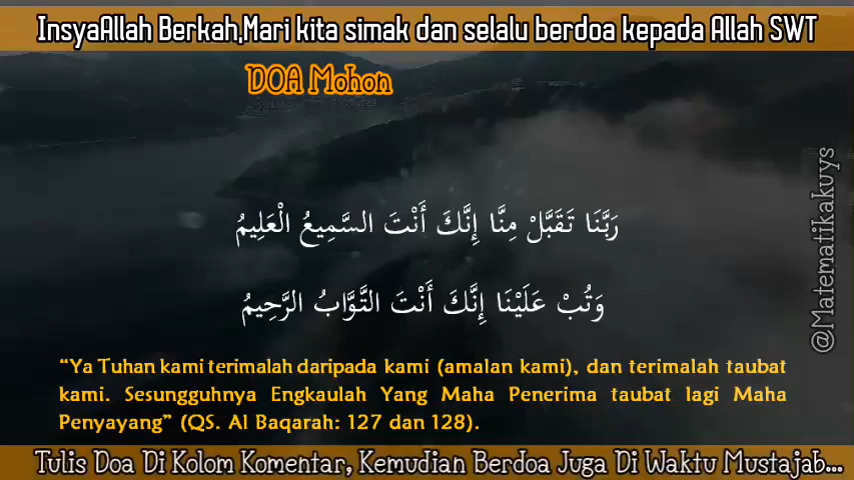 InsyaAllah Berkah,Mari kita simak dan selalu berdoa kepada Allah SWT
DOA Mohon
رَبَّنَا تَقَبَّلْ مِنَّا إِنَّكَ أَنْتَ السَّمِيعُ الْعَلِيمُ
وَتُبْ عَلَيْنَا إِنَّكَ أَنْتَ التَّوَّابُ الرَّحِيمُ
“Ya Tuhan kami terimalah daripada kami (amalan kami), dan terimalah taubat
kami. Sesungguhnya Engkaulah Yang Maha Penerima taubat lagi Maha
Penyayang” (QS. Al Baqarah: 127 dan 128).
@Matematikakuys
Tulis Doa Di Kolom Komentar, Kemudian Berdoa Juga Di Waktu Mustajab...